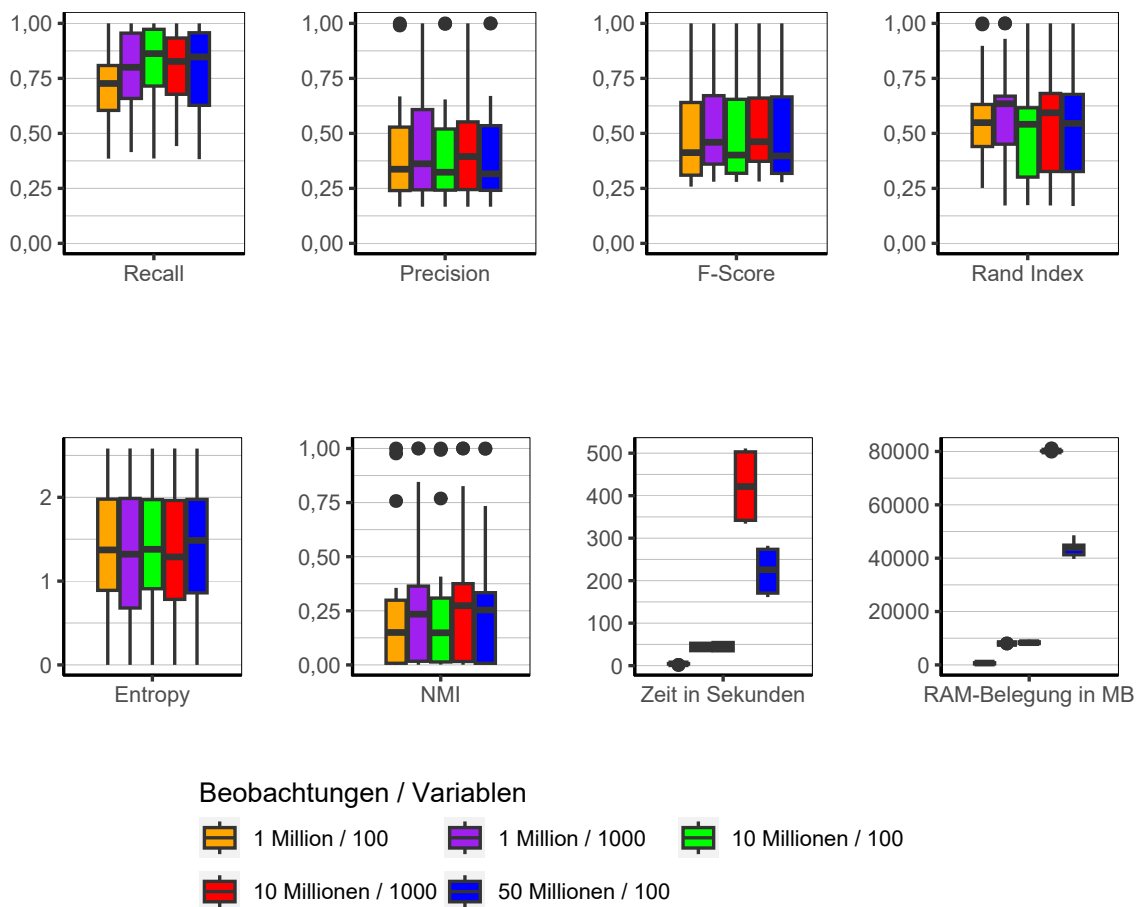 1,00
0,75
0,50
0,25
0,00
Recall
1,00
0,75
0,50
0,25
0,00
Precision
1,00
0,75
0,50
0,25
0,00
F-Score
1,00
0,75
0,50
0,25
0,00
Rand Index
2
1
0
Entropy
1,00
0,75
0,50
0,25
0,00
NMI
500
400
300
200
100
0
Zeit in Sekunden
80000
60000
40000
20000
0
RAM-Belegung in MB
Beobachtungen / Variablen
1 Million / 100
1 Million / 1000
10 Millionen / 100
10 Millionen / 1000
50 Millionen / 100